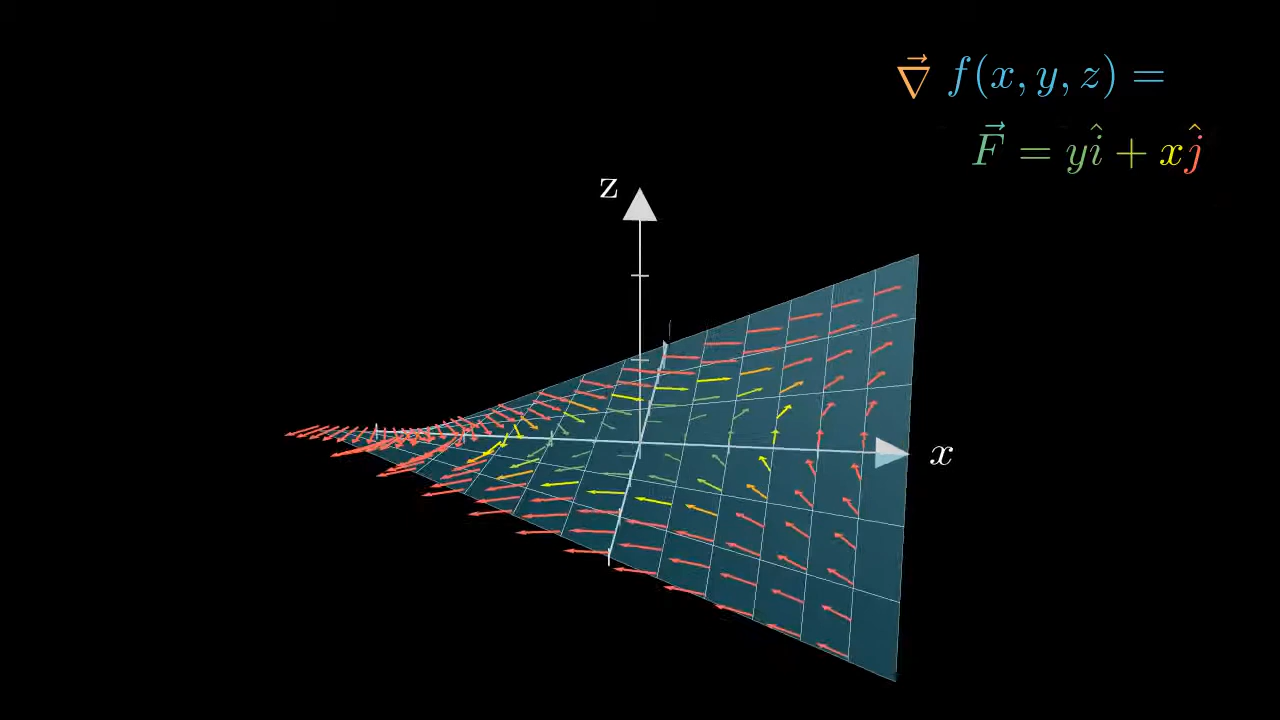 ∇⃗ f(x, y, z) =
F⃗ = yî + xĵ
z
x